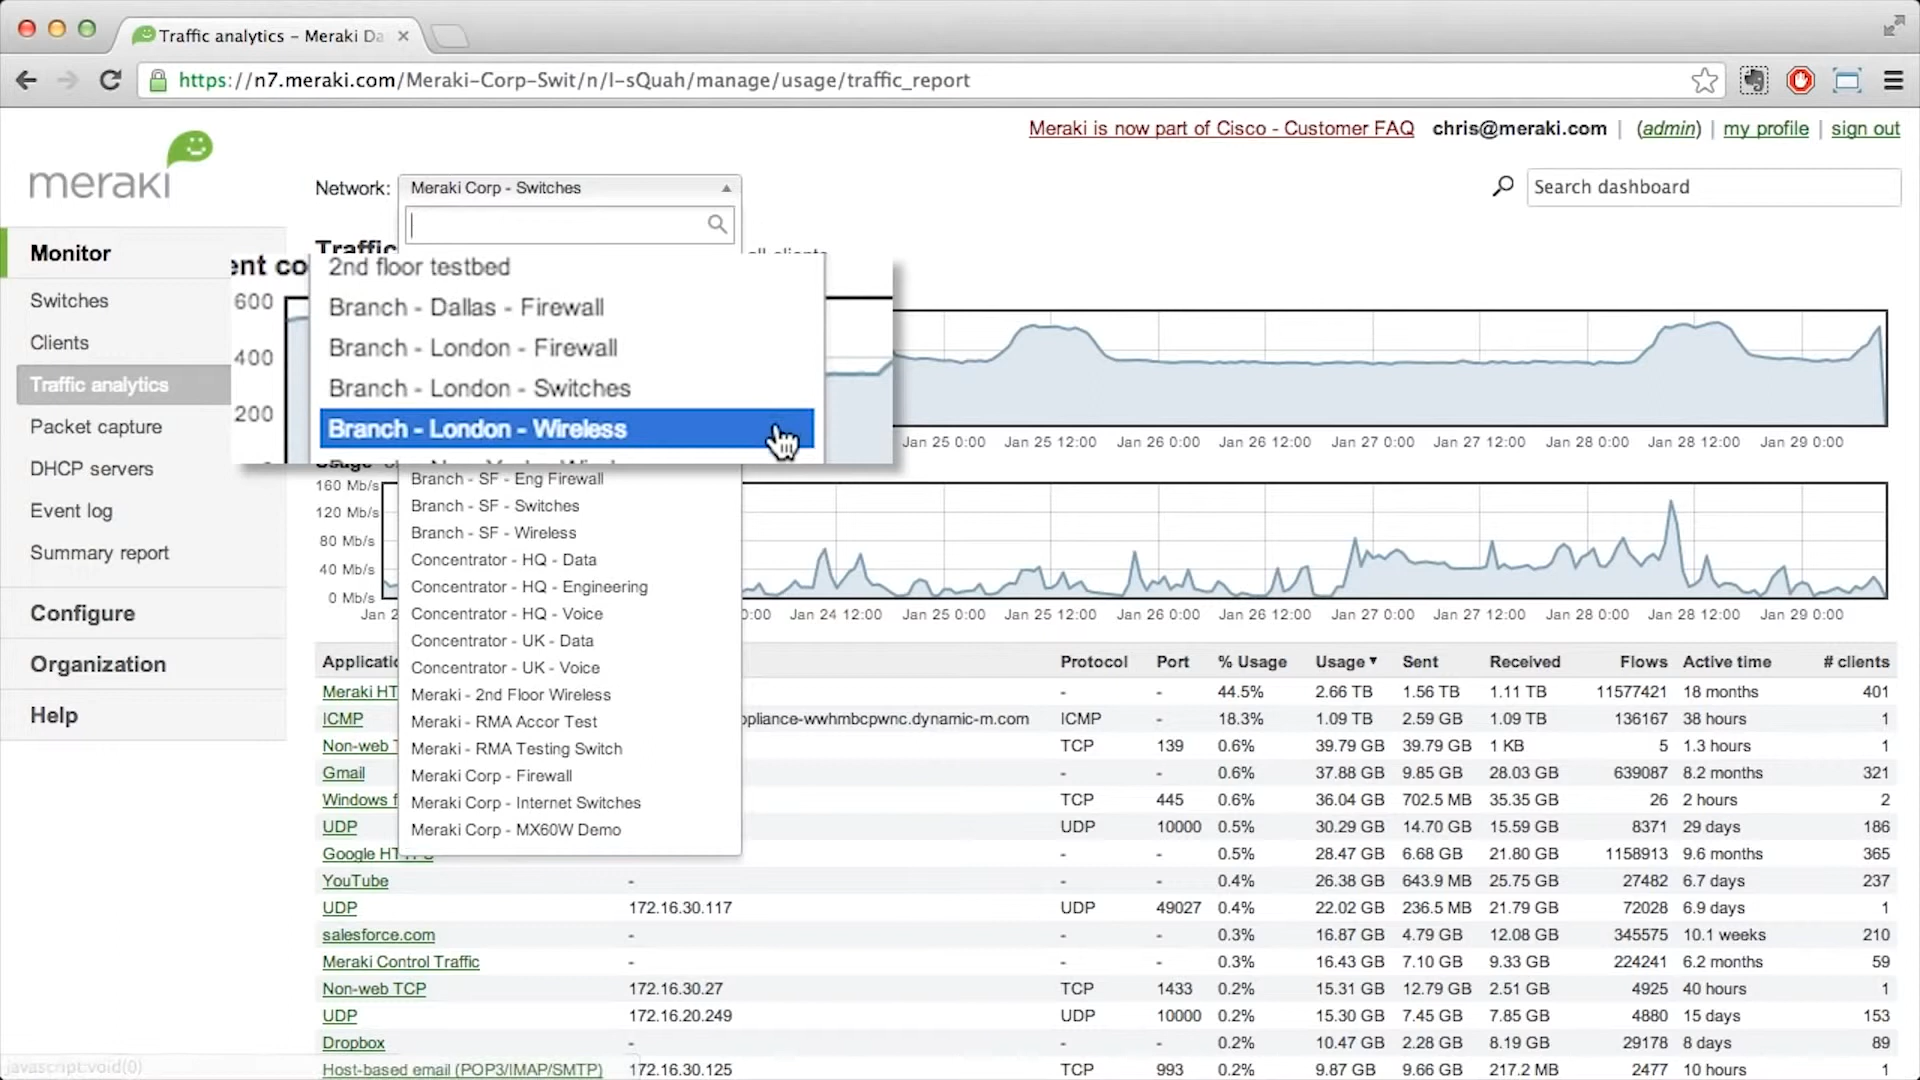 Traffic analytics – Meraki Da
https://n7.meraki.com/Meraki-Corp-Swit/n/I-sQuah/manage/usage/traffic_report
Meraki is now part of Cisco - Customer FAQ chris@meraki.com | (admin) | my profile | sign out
meraki
Network: Meraki Corp - Switches
Search dashboard
Monitor
Switches
Clients
Traffic analytics
Packet capture
DHCP servers
Event log
Summary report
Configure
Organization
Help
Traffic
all clients
ent co
600
400
200
2nd floor testbed
Branch - Dallas - Firewall
Branch - London - Firewall
Branch - London - Switches
Branch - London - Wireless
Branch - SF - Eng Firewall
Branch - SF - Switches
Branch - SF - Wireless
Concentrator - HQ - Data
Concentrator - HQ - Engineering
Concentrator - HQ - Voice
Concentrator - UK - Data
Concentrator - UK - Voice
Meraki - 2nd Floor Wireless
Meraki - RMA Accor Test
Meraki - RMA Testing Switch
Meraki Corp - Firewall
Meraki Corp - Internet Switches
Meraki Corp - MX60W Demo
Jan 25 0:00 Jan 25 12:00 Jan 26 0:00 Jan 26 12:00 Jan 27 0:00 Jan 27 12:00 Jan 28 0:00 Jan 28 12:00 Jan 29 0:00
Usage
160 Mb/s
120 Mb/s
80 Mb/s
40 Mb/s
0 Mb/s
Jan 2 0:00 Jan 24 12:00 Jan 25 0:00 Jan 25 12:00 Jan 26 0:00 Jan 26 12:00 Jan 27 0:00 Jan 27 12:00 Jan 28 0:00 Jan 28 12:00 Jan 29 0:00
Applicatio Protocol Port % Usage Usage ▼ Sent Received Flows Active time # clients
Meraki HT - - 44.5% 2.66 TB 1.56 TB 1.11 TB 11577421 18 months 401
ICMP ppliance-wwhmbcpwnc.dynamic-m.com ICMP - 18.3% 1.09 TB 2.59 GB 1.09 TB 136167 38 hours 1
Non-web T TCP 139 0.6% 39.79 GB 39.79 GB 1 KB 5 1.3 hours 1
Gmail - - 0.6% 37.88 GB 9.85 GB 28.03 GB 639087 8.2 months 321
Windows f TCP 445 0.6% 36.04 GB 702.5 MB 35.35 GB 26 2 hours 2
UDP UDP 10000 0.5% 30.29 GB 14.70 GB 15.59 GB 8371 29 days 186
Google HTTPS - - 0.5% 28.47 GB 6.68 GB 21.80 GB 1158913 9.6 months 365
YouTube - - - 0.4% 26.38 GB 643.9 MB 25.75 GB 27482 6.7 days 237
UDP 172.16.30.117 UDP 49027 0.4% 22.02 GB 236.5 MB 21.79 GB 72028 6.9 days 1
salesforce.com - - - 0.3% 16.87 GB 4.79 GB 12.08 GB 345575 10.1 weeks 210
Meraki Control Traffic - - - 0.3% 16.43 GB 7.10 GB 9.33 GB 224241 6.2 months 59
Non-web TCP 172.16.30.27 TCP 1433 0.2% 15.31 GB 12.79 GB 2.51 GB 4925 40 hours 1
UDP 172.16.20.249 UDP 10000 0.2% 15.30 GB 7.45 GB 7.85 GB 4880 15 days 153
Dropbox - - - 0.2% 10.47 GB 2.28 GB 8.19 GB 29178 8 days 89
Host-based email (POP3/IMAP/SMTP) 172.16.30.125 TCP 993 0.2% 9.87 GB 9.66 GB 217.2 MB 2477 10 hours 1
javascript:void(0)